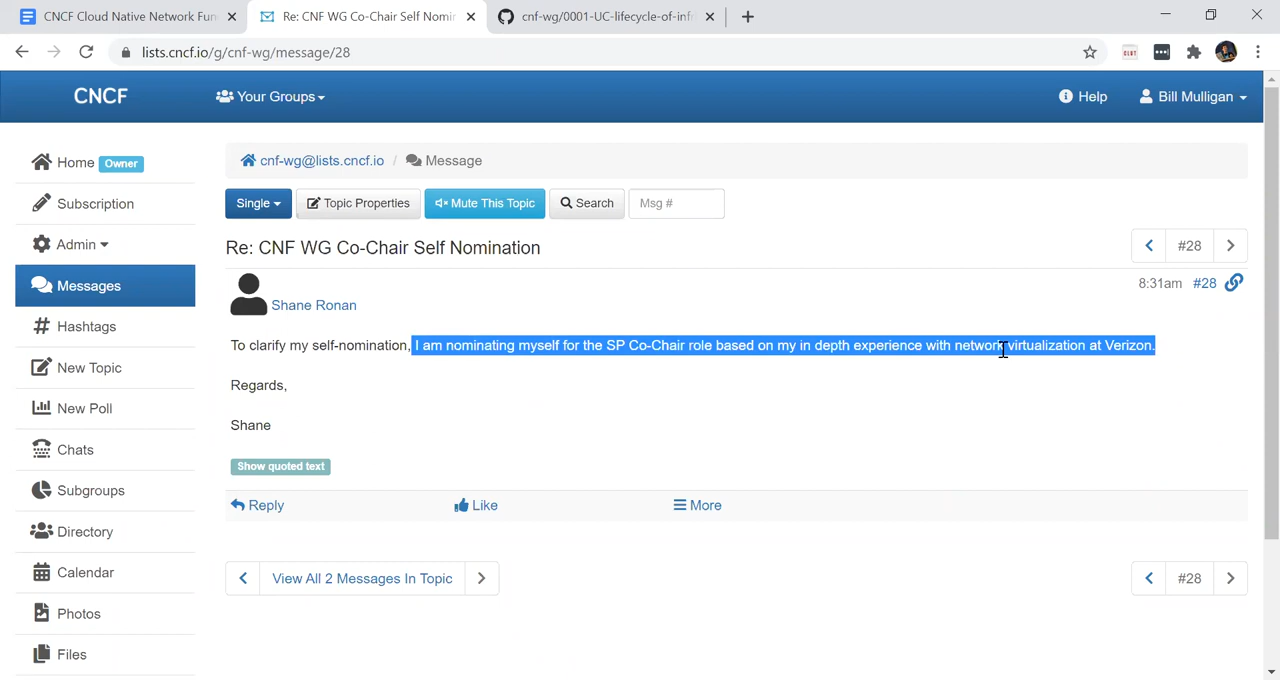 CNCF Cloud Native Network Fun
Re: CNF WG Co-Chair Self Nomin
cnf-wg/0001-UC-lifecycle-of-infr
lists.cncf.io/g/cnf-wg/message/28
CNCF
Your Groups
Help
Bill Mulligan
Home Owner
Subscription
Admin
Messages
Hashtags
New Topic
New Poll
Chats
Subgroups
Directory
Calendar
Photos
Files
cnf-wg@lists.cncf.io / Message
Single
Topic Properties
Mute This Topic
Search
Msg #
Re: CNF WG Co-Chair Self Nomination
#28
8:31am #28
Shane Ronan
To clarify my self-nomination, I am nominating myself for the SP Co-Chair role based on my in depth experience with network virtualization at Verizon.
Regards,
Shane
Show quoted text
Reply
Like
More
View All 2 Messages In Topic
#28